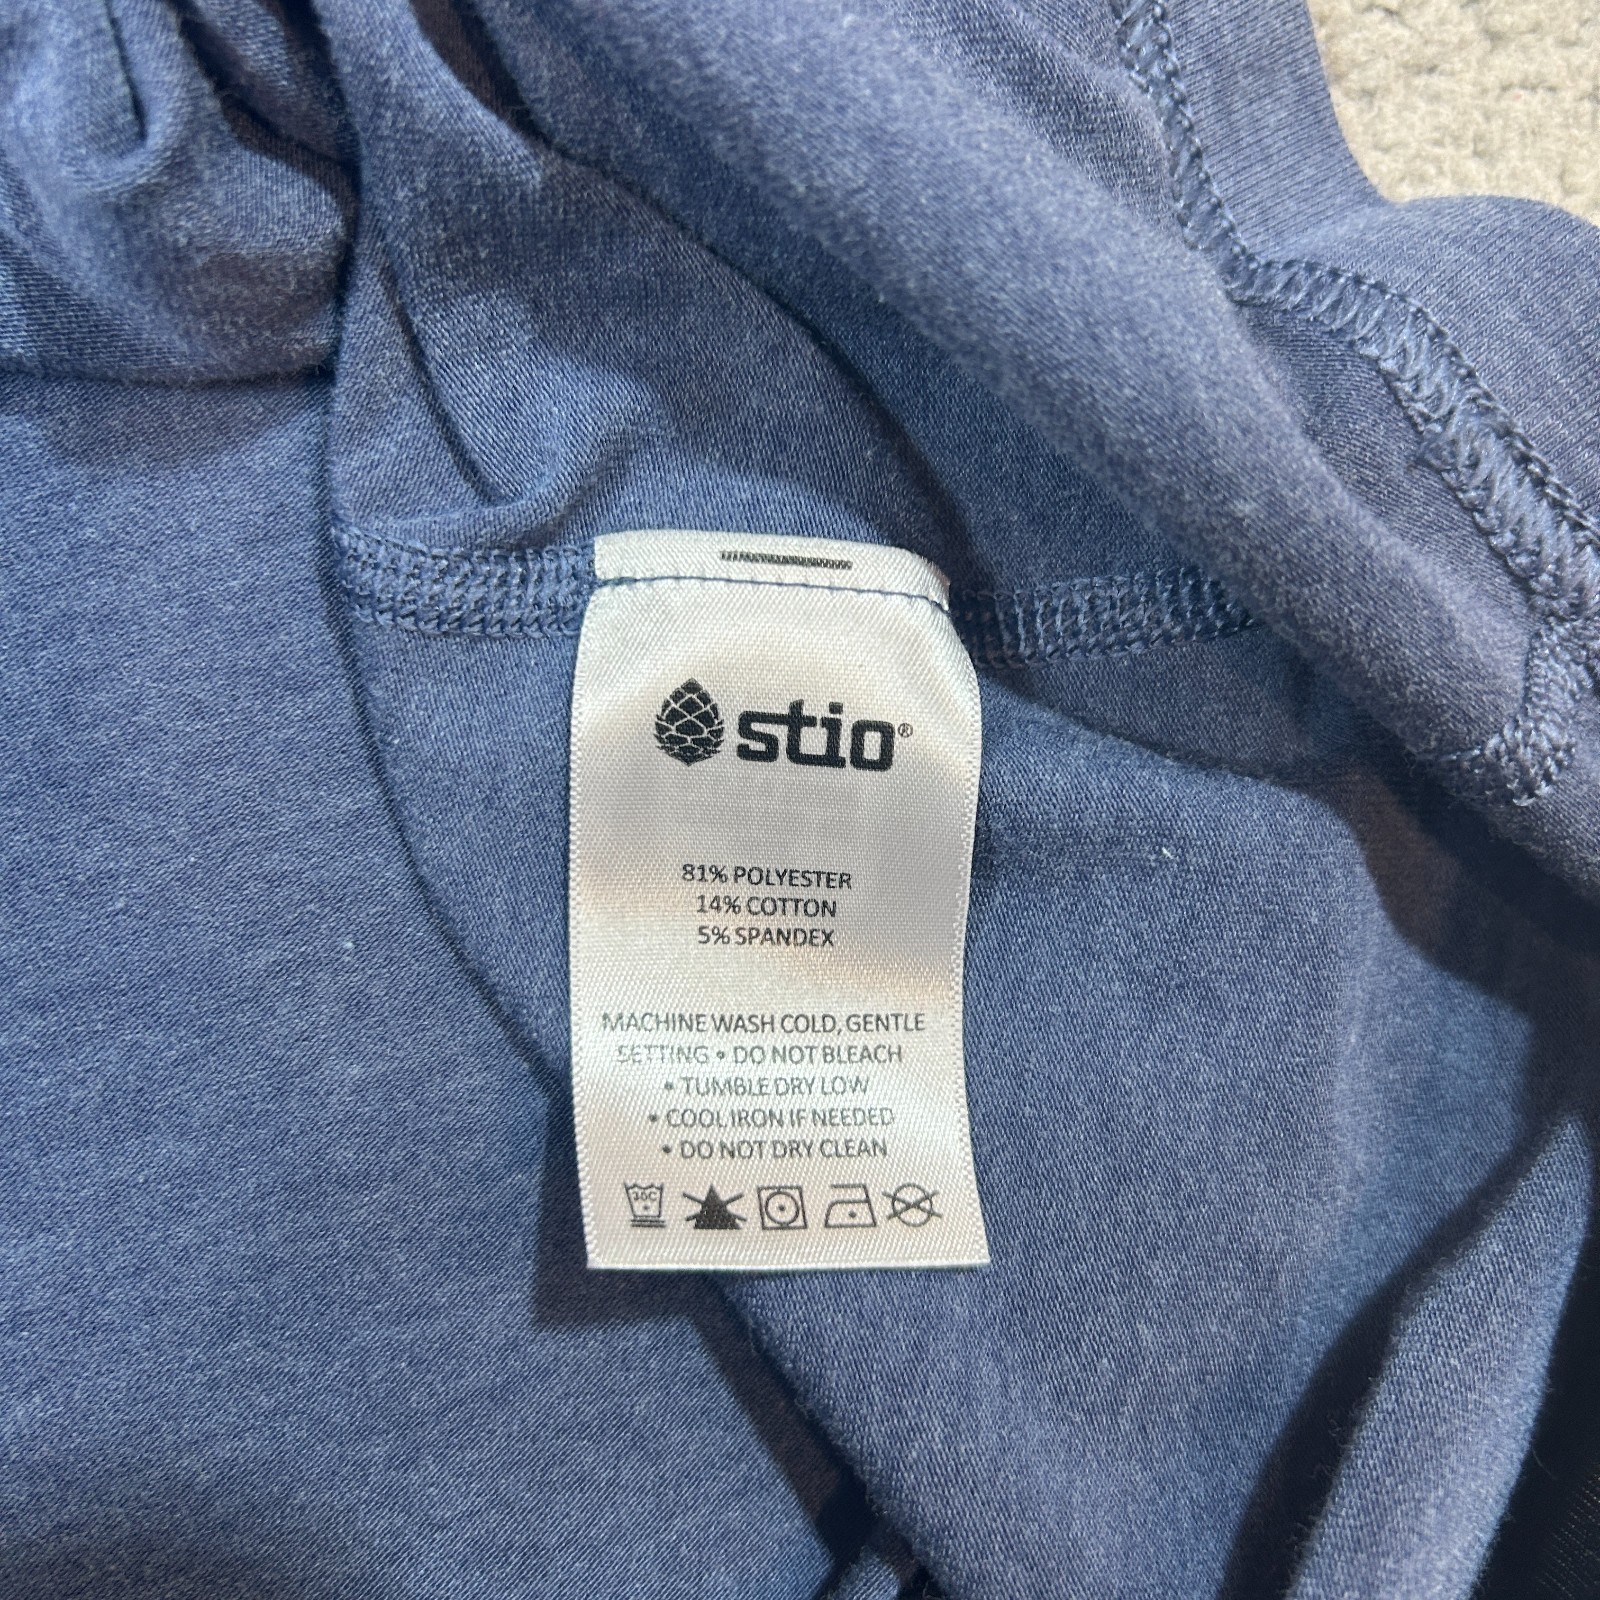 stio®
81% POLYESTER
14% COTTON
5% SPANDEX
MACHINE WASH COLD, GENTLE
SETTING • DO NOT BLEACH
• TUMBLE DRY LOW
• COOL IRON IF NEEDED
• DO NOT DRY CLEAN
30C